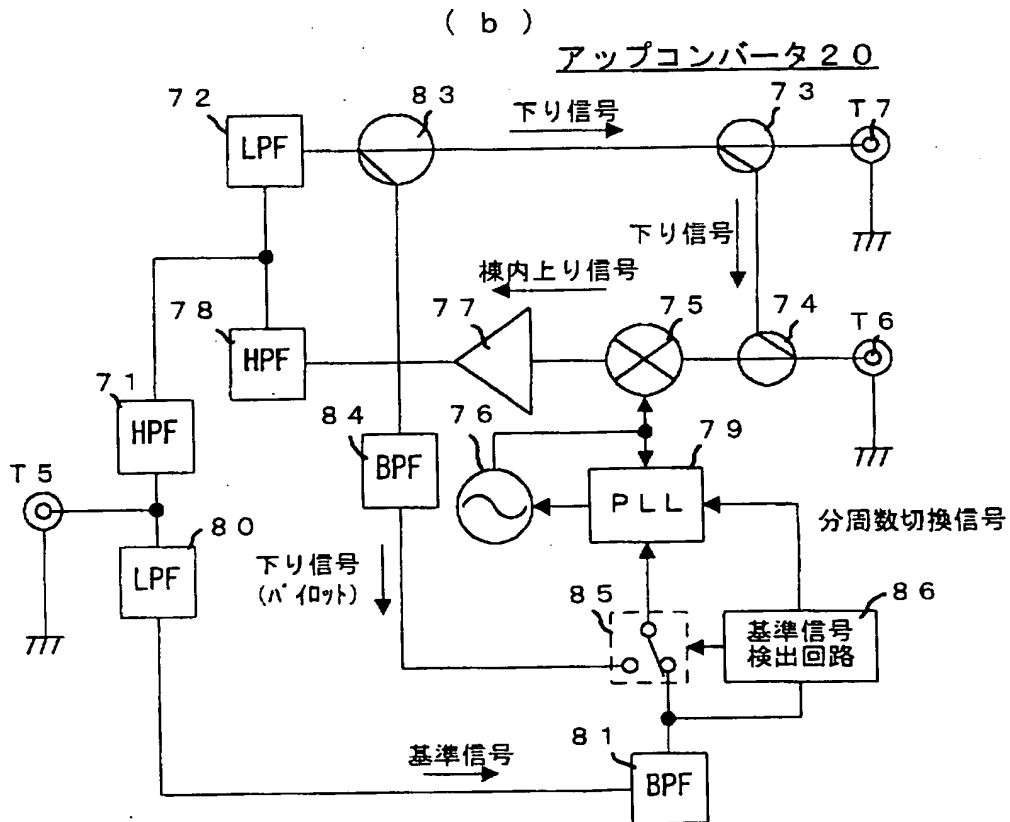 ( b )
アップコンバータ20
72
83
下り信号
73
T7
LPF
下り信号
棟内上り信号
78
77
75
74
T6
HPF
71
HPF
84
BPF
76
79
PLL
T5
80
LPF
下り信号
(パイロット)
分周数切換信号
85
86
基準信号
検出回路
基準信号
81
BPF